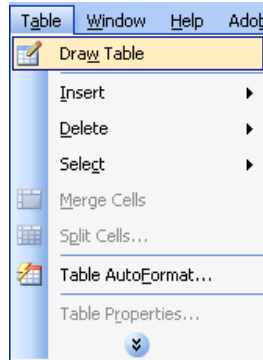 Table Window Help Adob
Draw Table
Insert
Delete
Select
Merge Cells
Split Cells...
Table AutoFormat...
Table Properties...